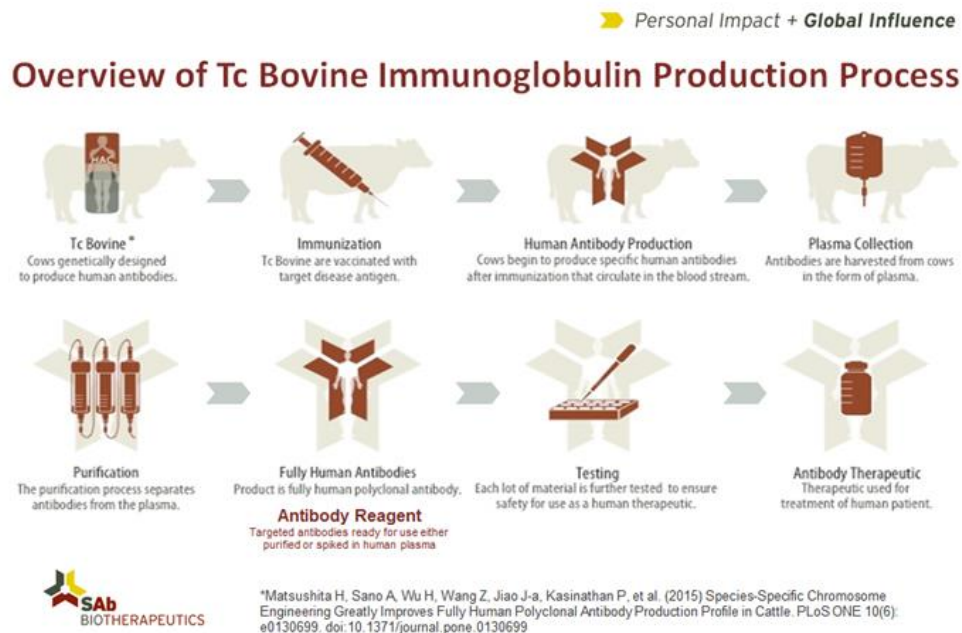 Personal Impact + Global Influence
Overview of Tc Bovine Immunoglobulin Production Process
HAC
Tc Bovine*
Cows genetically designed
to produce human antibodies.
Immunization
Tc Bovine are vaccinated with
target disease antigen.
Human Antibody Production
Cows begin to produce specific human antibodies
after immunization that circulate in the blood stream.
Plasma Collection
Antibodies are harvested from cows
in the form of plasma.
Purification
The purification process separates
antibodies from the plasma.
Fully Human Antibodies
Product is fully human polyclonal antibody.
Antibody Reagent
Targeted antibodies ready for use either
purified or spiked in human plasma
Testing
Each lot of material is further tested to ensure
safety for use as a human therapeutic.
Antibody Therapeutic
Therapeutic used for
treatment of human patient.
SAb
BIOTHERAPEUTICS
*Matsushita H, Sano A, Wu H, Wang Z, Jiao J-a, Kasinathan P, et al. (2015) Species-Specific Chromosome
Engineering Greatly Improves Fully Human Polyclonal Antibody Production Profile in Cattle. PLoS ONE 10(6):
e0130699. doi:10.1371/journal.pone.0130699